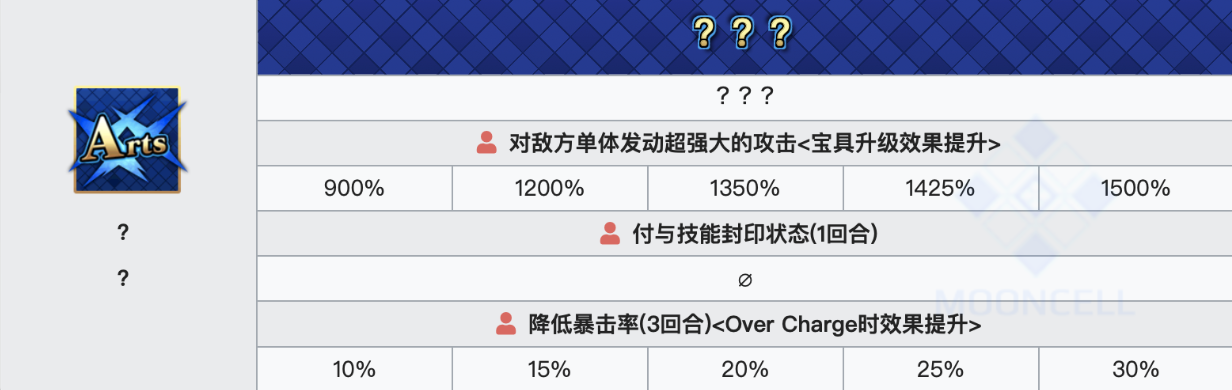 ？？？
？？？
Arts
对敌方单体发动超强大的攻击<宝具升级效果提升>
900% 1200% 1350% 1425% 1500%
?
付与技能封印状态(1回合)
?
∅
降低暴击率(3回合)<Over Charge时效果提升>
10% 15% 20% 25% 30%
MOONCELL